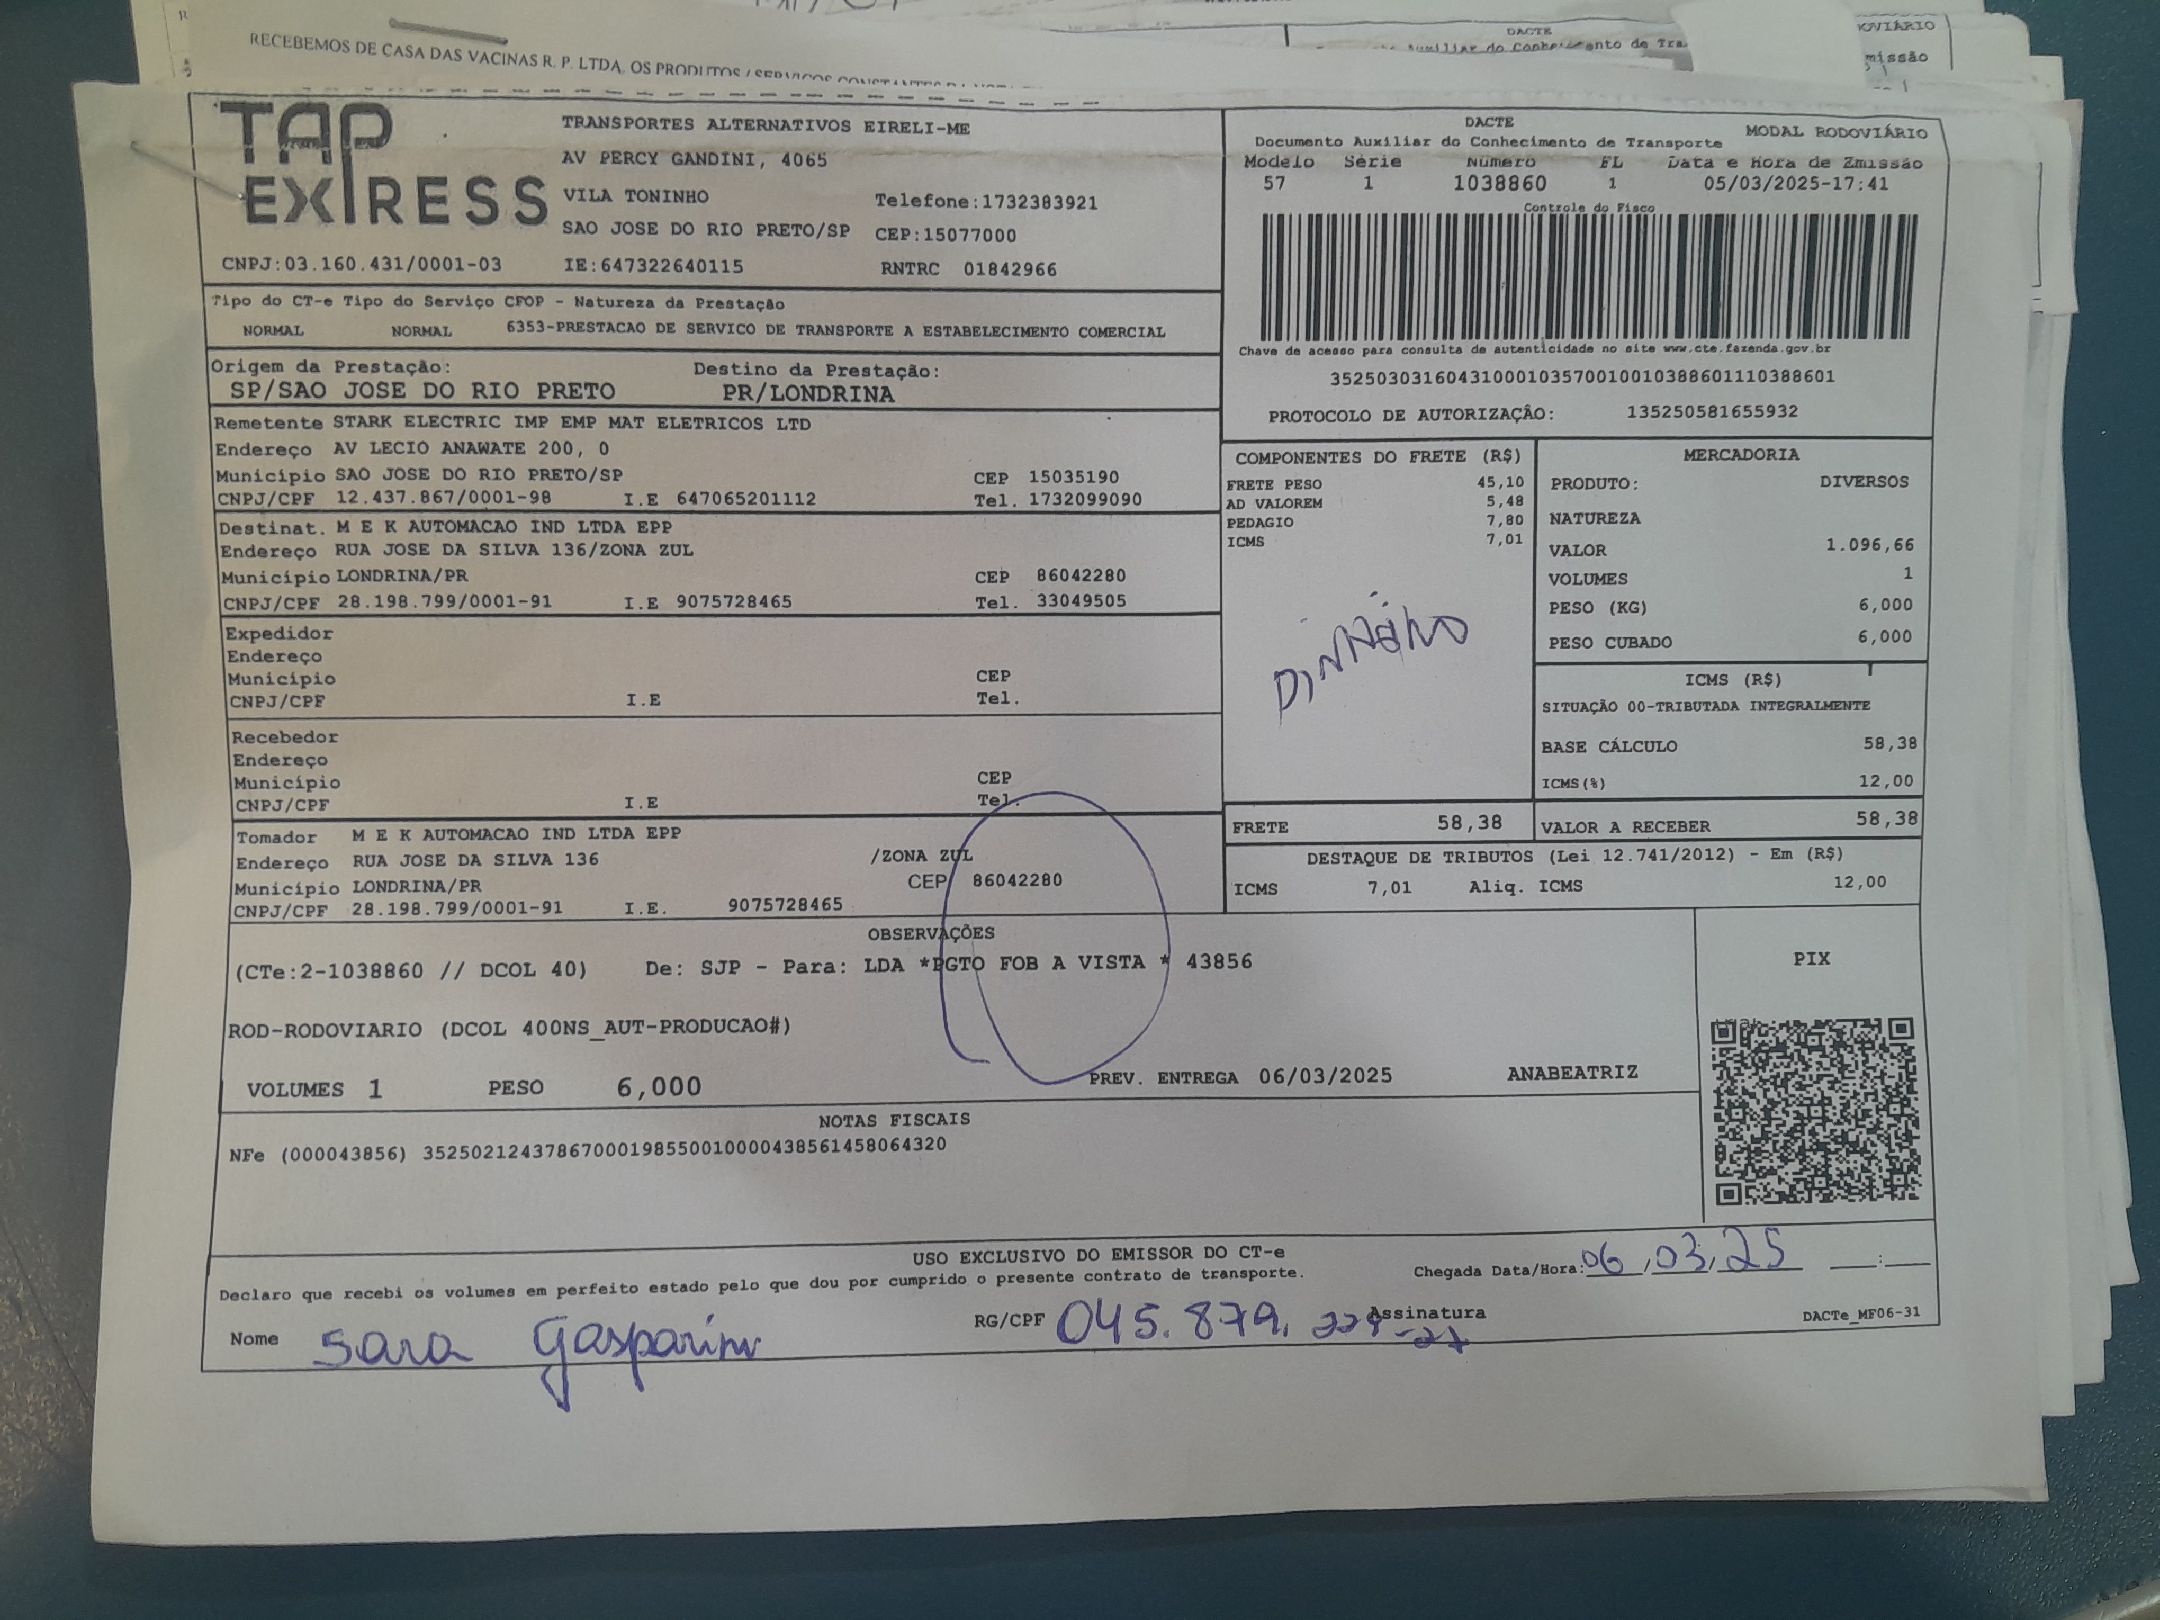 RECEBEMOS DE CASA DAS VACINAS R. P. LTDA. OS PRODUTOS / SERVIÇOS CONSTANTES
DACTE
Auxiliar do Conhecimento de Tra
OVIÁRIO
missão
TAP EXPRESS
TRANSPORTES ALTERNATIVOS EIRELI-ME
AV PERCY GANDINI, 4065
VILA TONINHO Telefone:1732383921
SAO JOSE DO RIO PRETO/SP CEP:15077000
CNPJ:03.160.431/0001-03 IE:647322640115 RNTRC 01842966
DACTE
Documento Auxiliar do Conhecimento de Transporte MODAL RODOVIÁRIO
Modelo Série Número FL Data e Hora de Emissão
57 1 1038860 1 05/03/2025-17:41
Controle do Fisco
Chave de acesso para consulta de autenticidade no site www.cte.fazenda.gov.br
35250303160431000103570010010388601110388601
PROTOCOLO DE AUTORIZAÇÂO: 135250581655932
Tipo do CT-e Tipo do Serviço CFOP - Natureza da Prestação
NORMAL NORMAL 6353-PRESTACAO DE SERVICO DE TRANSPORTE A ESTABELECIMENTO COMERCIAL
Origem da Prestação: Destino da Prestação:
SP/SAO JOSE DO RIO PRETO PR/LONDRINA
Remetente STARK ELECTRIC IMP EMP MAT ELETRICOS LTD
Endereço AV LECIO ANAWATE 200, 0
Município SAO JOSE DO RIO PRETO/SP CEP 15035190
CNPJ/CPF 12.437.867/0001-98 I.E 647065201112 Tel. 1732099090
Destinat. M E K AUTOMACAO IND LTDA EPP
Endereço RUA JOSE DA SILVA 136/ZONA ZUL
Município LONDRINA/PR CEP 86042280
CNPJ/CPF 28.198.799/0001-91 I.E 9075728465 Tel. 33049505
Expedidor
Endereço
Município CEP
CNPJ/CPF I.E Tel.
Recebedor
Endereço
Município CEP
CNPJ/CPF I.E Tel.
Tomador M E K AUTOMACAO IND LTDA EPP
Endereço RUA JOSE DA SILVA 136 /ZONA ZUL
Município LONDRINA/PR CEP 86042280
CNPJ/CPF 28.198.799/0001-91 I.E. 9075728465
COMPONENTES DO FRETE (R$)
FRETE PESO 45,10
AD VALOREM 5,48
PEDAGIO 7,80
ICMS 7,01
DINHEIRO
MERCADORIA
PRODUTO: DIVERSOS
NATUREZA
VALOR 1.096,66
VOLUMES 1
PESO (KG) 6,000
PESO CUBADO 6,000
ICMS (R$)
SITUAÇÃO 00-TRIBUTADA INTEGRALMENTE
BASE CÁLCULO 58,38
ICMS(%) 12,00
FRETE 58,38 VALOR A RECEBER 58,38
DESTAQUE DE TRIBUTOS (Lei 12.741/2012) - Em (R$)
ICMS 7,01 Aliq. ICMS 12,00
OBSERVAÇÕES
(CTe:2-1038860 // DCOL 40) De: SJP - Para: LDA *PGTO FOB A VISTA * 43856
ROD-RODOVIARIO (DCOL 400NS_AUT-PRODUCAO#)
VOLUMES 1 PESO 6,000 PREV. ENTREGA 06/03/2025 ANABEATRIZ
PIX
NOTAS FISCAIS
NFe (000043856) 35250212437867000198550010000438561458064320
USO EXCLUSIVO DO EMISSOR DO CT-e
Declaro que recebi os volumes em perfeito estado pelo que dou por cumprido o presente contrato de transporte.
Chegada Data/Hora: 06/03/25 :
Nome Sara Gasparini RG/CPF 045.879. Assinatura DACTe_MF06-31